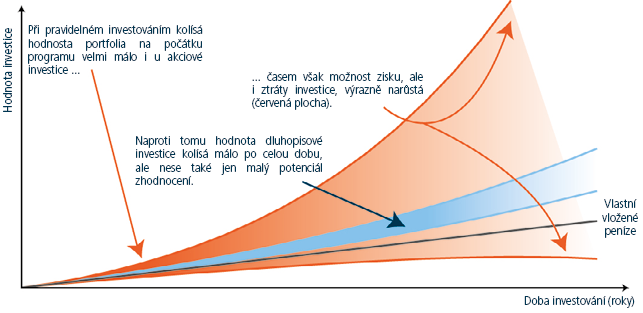 Hodnota investice
Při pravidelném investováním kolísá
hodnosta portfolia na počátku
programu velmi málo i u akciové
investice ...
... časem však možnost zisku, ale
i ztráty investice, výrazně narůstá
(červená plocha).
Naproti tomu hodnota dluhopisové
investice kolísá málo po celou dobu,
ale nese také jen malý potenciál
zhodnocení.
Vlastní
vložené
peníze
Doba investování (roky)